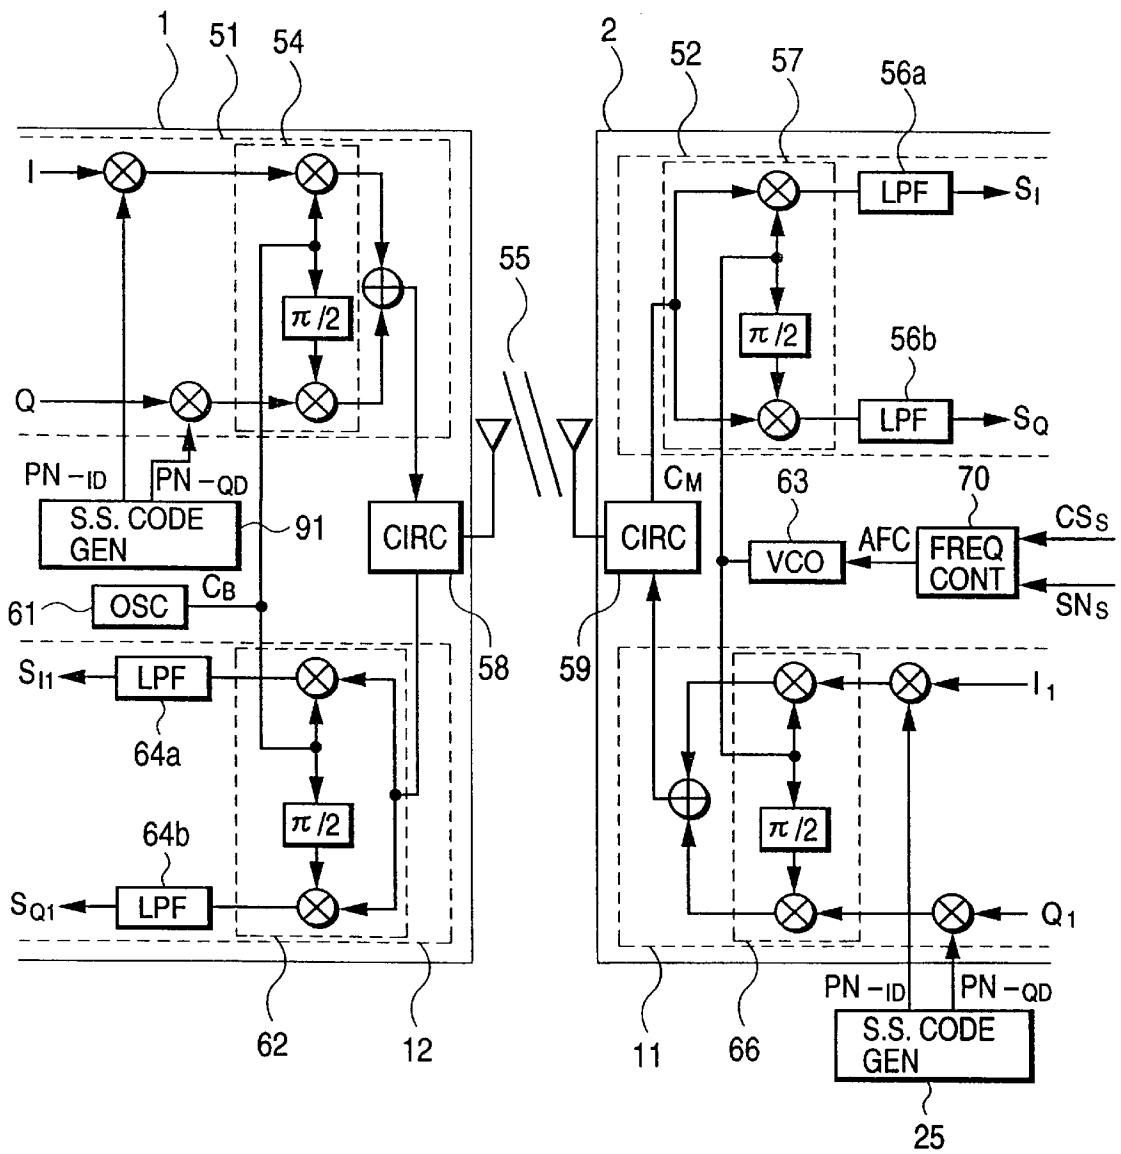 1
51
54
2
52
57
56a
I
LPF
S_I
55
π/2
π/2
56b
Q
LPF
S_Q
PN-ID
PN-QD
C_M
63
70
S.S. CODE
GEN
91
CIRC
CIRC
VCO
AFC
FREQ
CONT
CS_S
SN_S
61
OSC
C_B
58
59
S_I1
LPF
I_1
64a
64b
π/2
π/2
S_Q1
LPF
Q_1
62
12
11
66
PN-ID
PN-QD
S.S. CODE
GEN
25